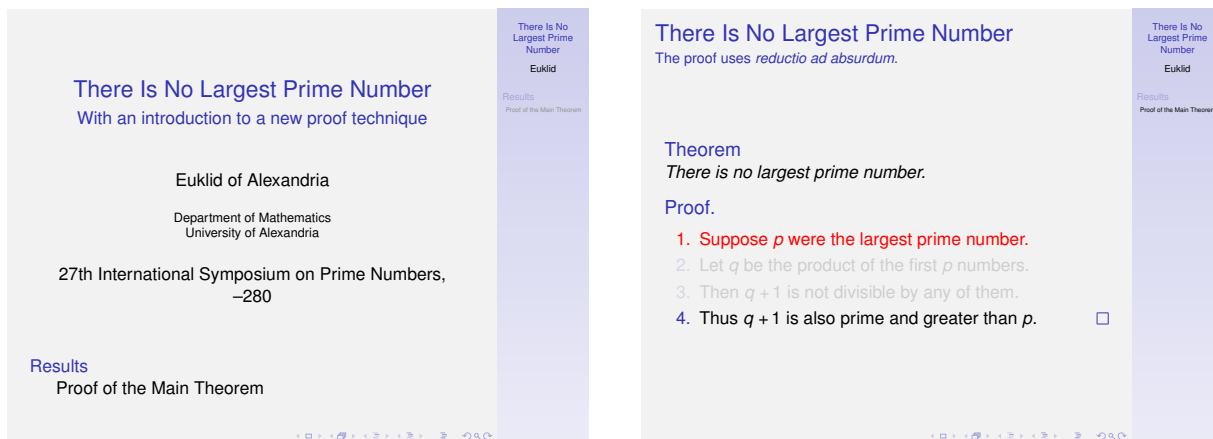 There Is No Largest Prime Number
With an introduction to a new proof technique
Euklid of Alexandria
Department of Mathematics
University of Alexandria
27th International Symposium on Prime Numbers,
–280
Results
Proof of the Main Theorem
There Is No
Largest Prime
Number
Euklid
Results
Proof of the Main Theorem
There Is No Largest Prime Number
The proof uses reductio ad absurdum.
Theorem
There is no largest prime number.
Proof.
1. Suppose p were the largest prime number.
2. Let q be the product of the first p numbers.
3. Then q + 1 is not divisible by any of them.
4. Thus q + 1 is also prime and greater than p. □
There Is No
Largest Prime
Number
Euklid
Results
Proof of the Main Theorem